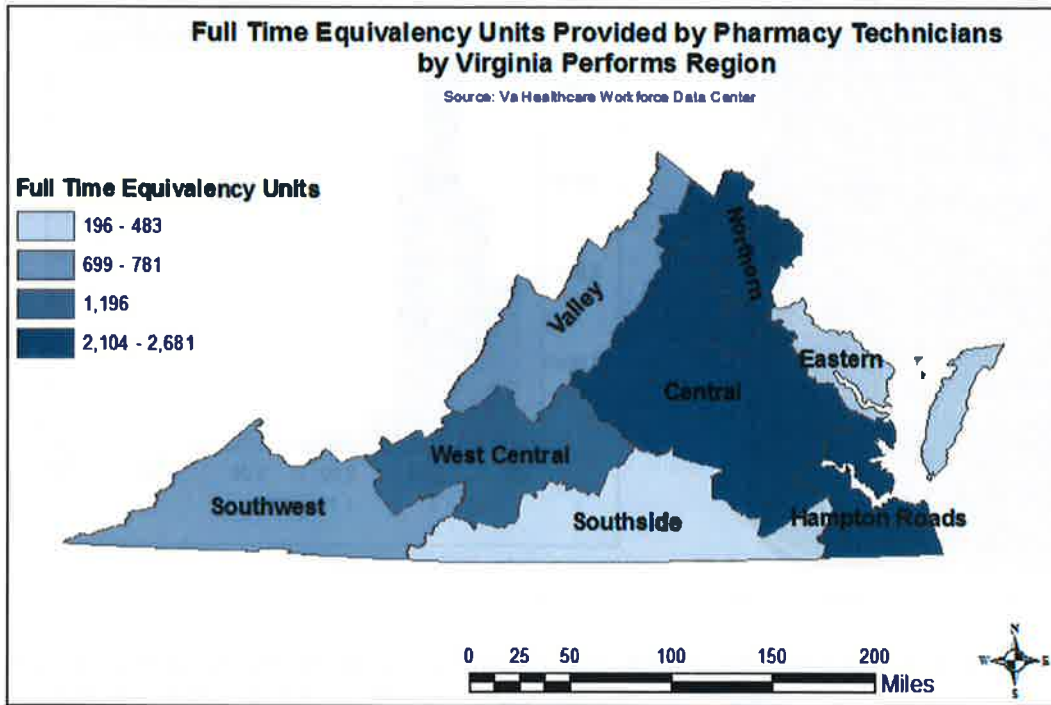 Full Time Equivalency Units Provided by Pharmacy Technicians
by Virginia Performs Region
Source: Va Healthcare Workforce Data Center
Full Time Equivalency Units
196 - 483
699 - 781
1,196
2,104 - 2,681
Northern
Valley
Eastern
Central
West Central
Southwest
Southside
Hampton Roads
0 25 50 100 150 200
Miles
N
W E
S